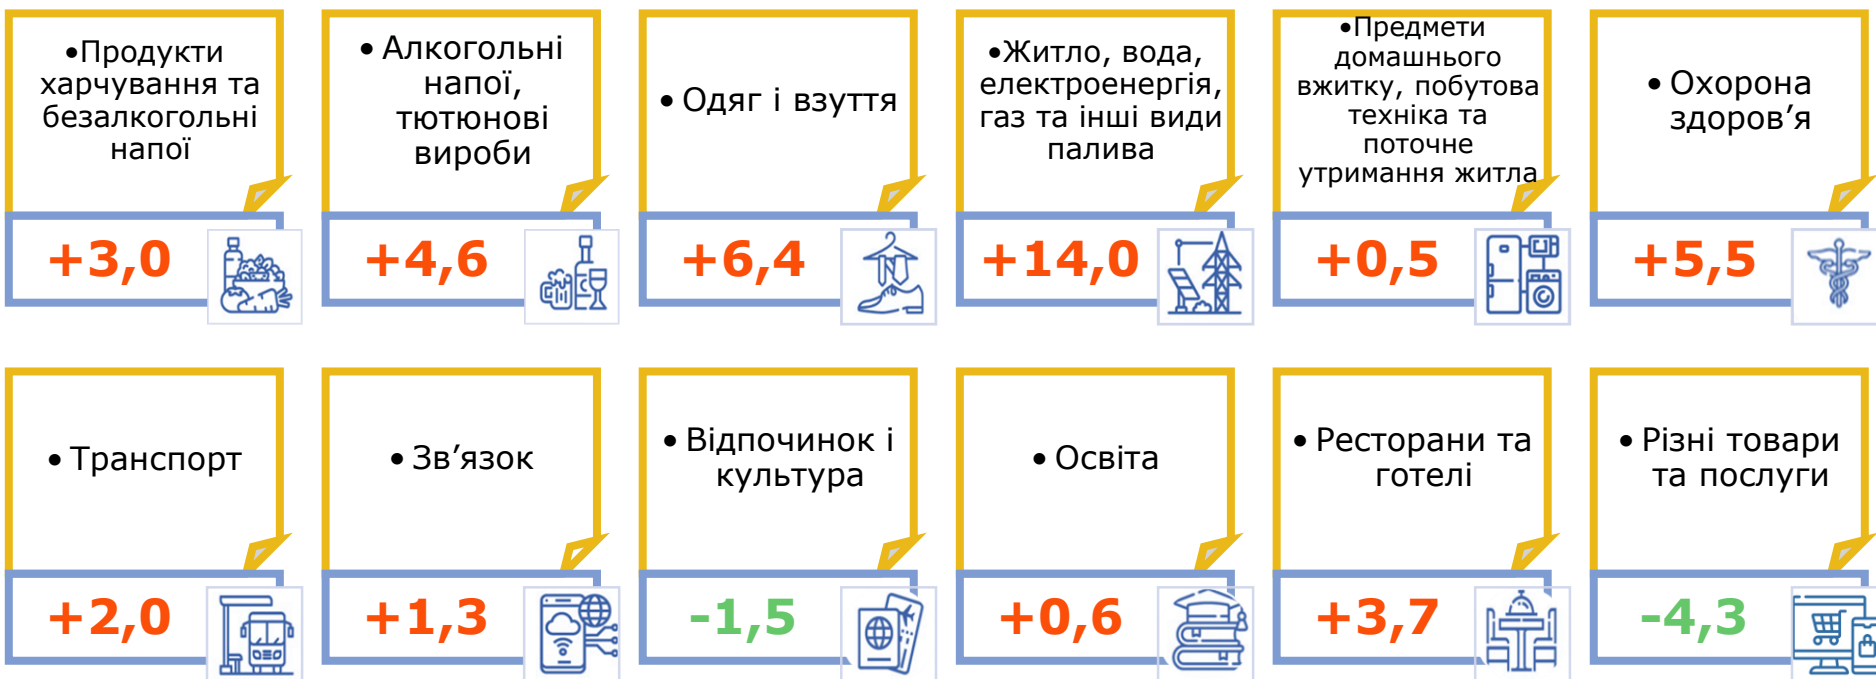 •Продукти
харчування та
безалкогольні
напої
+3,0
• Алкогольні
напої,
тютюнові
вироби
+4,6
• Одяг і взуття
+6,4
•Житло, вода,
електроенергія,
газ та інші види
палива
+14,0
•Предмети
домашнього
вжитку, побутова
техніка та
поточне
утримання житла
+0,5
• Охорона
здоров’я
+5,5
• Транспорт
+2,0
• Зв’язок
+1,3
• Відпочинок і
культура
-1,5
• Освіта
+0,6
• Ресторани та
готелі
+3,7
• Різні товари
та послуги
-4,3